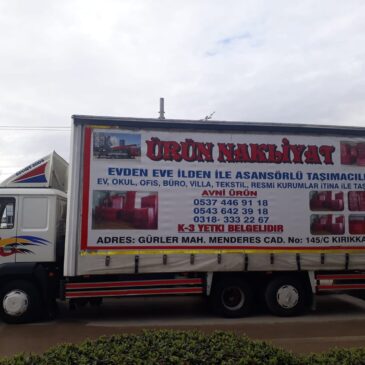 ÜRÜN NAKLİYAT
EVDEN EVE İLDEN İLE ASANSÖRLÜ TAŞIMACILI
EV, OKUL, OFİS, BÜRO, VİLLA, TEKSTİL, RESMİ KURUMLAR İTİNA İLE TAŞ
AVNİ ÜRÜN
0537 446 91 18
0543 642 39 18
0318- 333 22 67
K-3 YETKİ BELGELİDİR
ADRES: GÜRLER MAH. MENDERES CAD. No: 145/C KIRIKKA